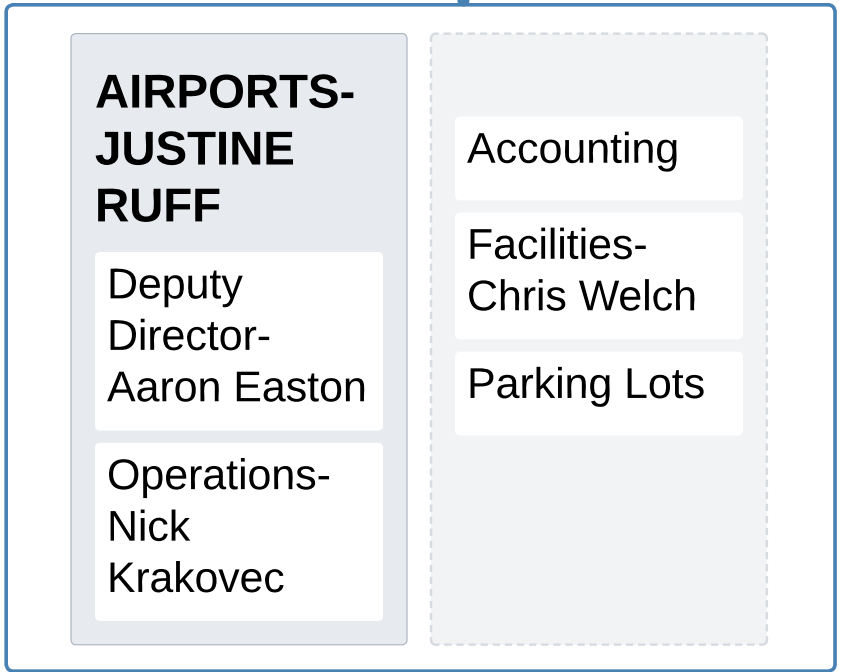 AIRPORTS-
JUSTINE
RUFF
Deputy
Director-
Aaron Easton
Operations-
Nick
Krakovec
Accounting
Facilities-
Chris Welch
Parking Lots